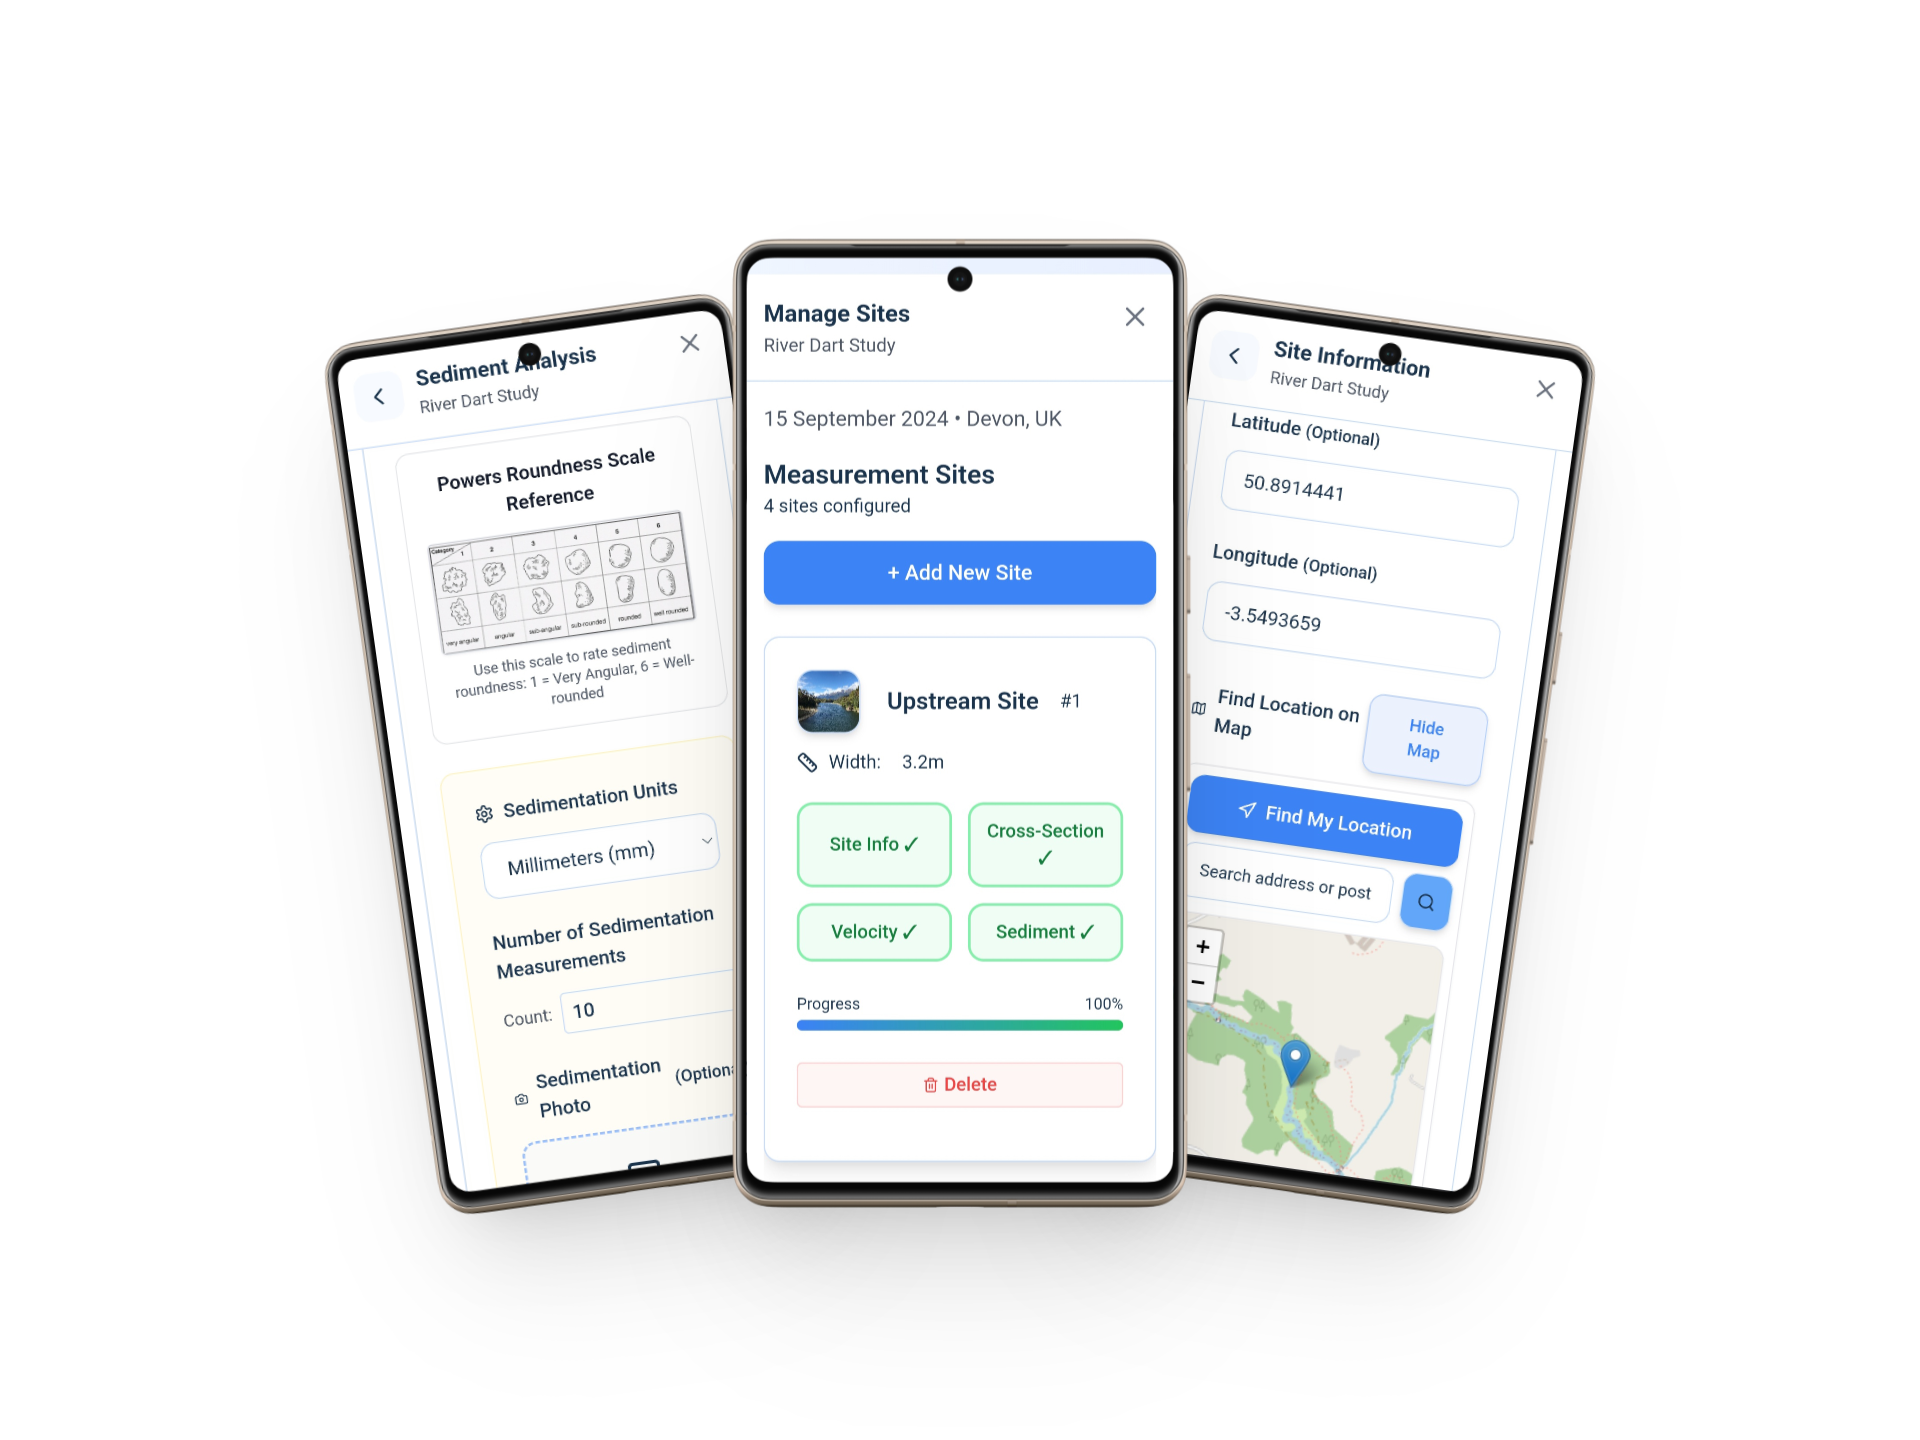 Sediment Analysis
River Dart Study
Powers Roundness Scale
Reference
Category 1 2 3 4 5 6
very angular angular sub-angular sub-rounded rounded well rounded
Use this scale to rate sediment
roundness: 1 = Very Angular, 6 = Well-
rounded
Sedimentation Units
Millimeters (mm)
Number of Sedimentation
Measurements
Count: 10
Sedimentation (Optiona
Photo
Manage Sites
River Dart Study
15 September 2024 • Devon, UK
Measurement Sites
4 sites configured
+ Add New Site
Upstream Site #1
Width: 3.2m
Site Info ✓
Cross-Section
✓
Velocity ✓
Sediment ✓
Progress 100%
Delete
Site Information
River Dart Study
Latitude (Optional)
50.8914441
Longitude (Optional)
-3.5493659
Find Location on
Map
Hide
Map
Find My Location
Search address or post
+
−